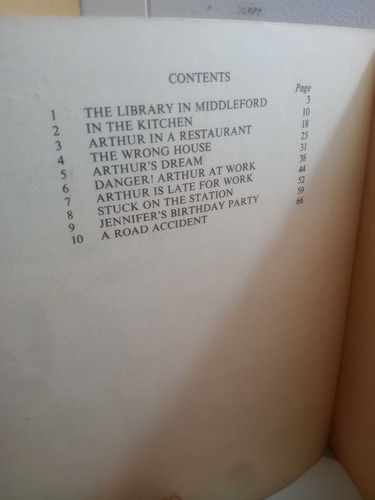 CONTENTS
Page
1 THE LIBRARY IN MIDDLEFORD 3
2 IN THE KITCHEN 10
3 ARTHUR IN A RESTAURANT 18
4 THE WRONG HOUSE 25
5 ARTHUR'S DREAM 31
6 DANGER! ARTHUR AT WORK 38
7 ARTHUR IS LATE FOR WORK 44
8 STUCK ON THE STATION 52
9 JENNIFER'S BIRTHDAY PARTY 59
10 A ROAD ACCIDENT 66